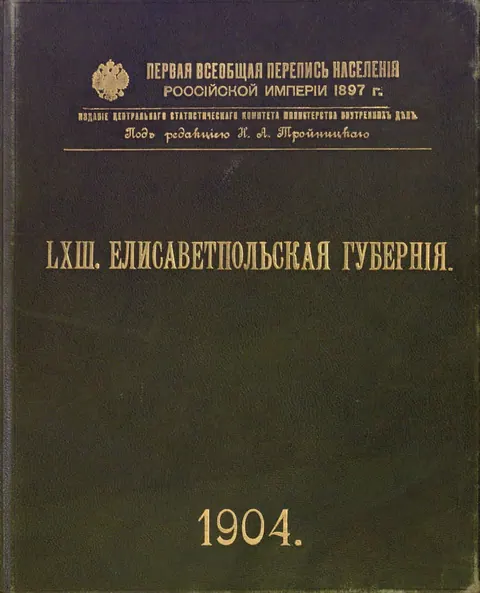 ПЕРВАЯ ВСЕОБЩАЯ ПЕРЕПИСЬ НАСЕЛЕНІЯ
РОССІЙСКОЙ ИМПЕРІИ 1897 г.
ИЗДАНІЕ ЦЕНТРАЛЬНАГО СТАТИСТИЧЕСКАГО КОМИТЕТА МИНИСТЕРСТВА ВНУТРЕННИХЪ ДѢЛЪ
Подъ редакціею Н. А. Тройницкаго
LXIII. ЕЛИСАВЕТПОЛЬСКАЯ ГУБЕРНІЯ.
1904.